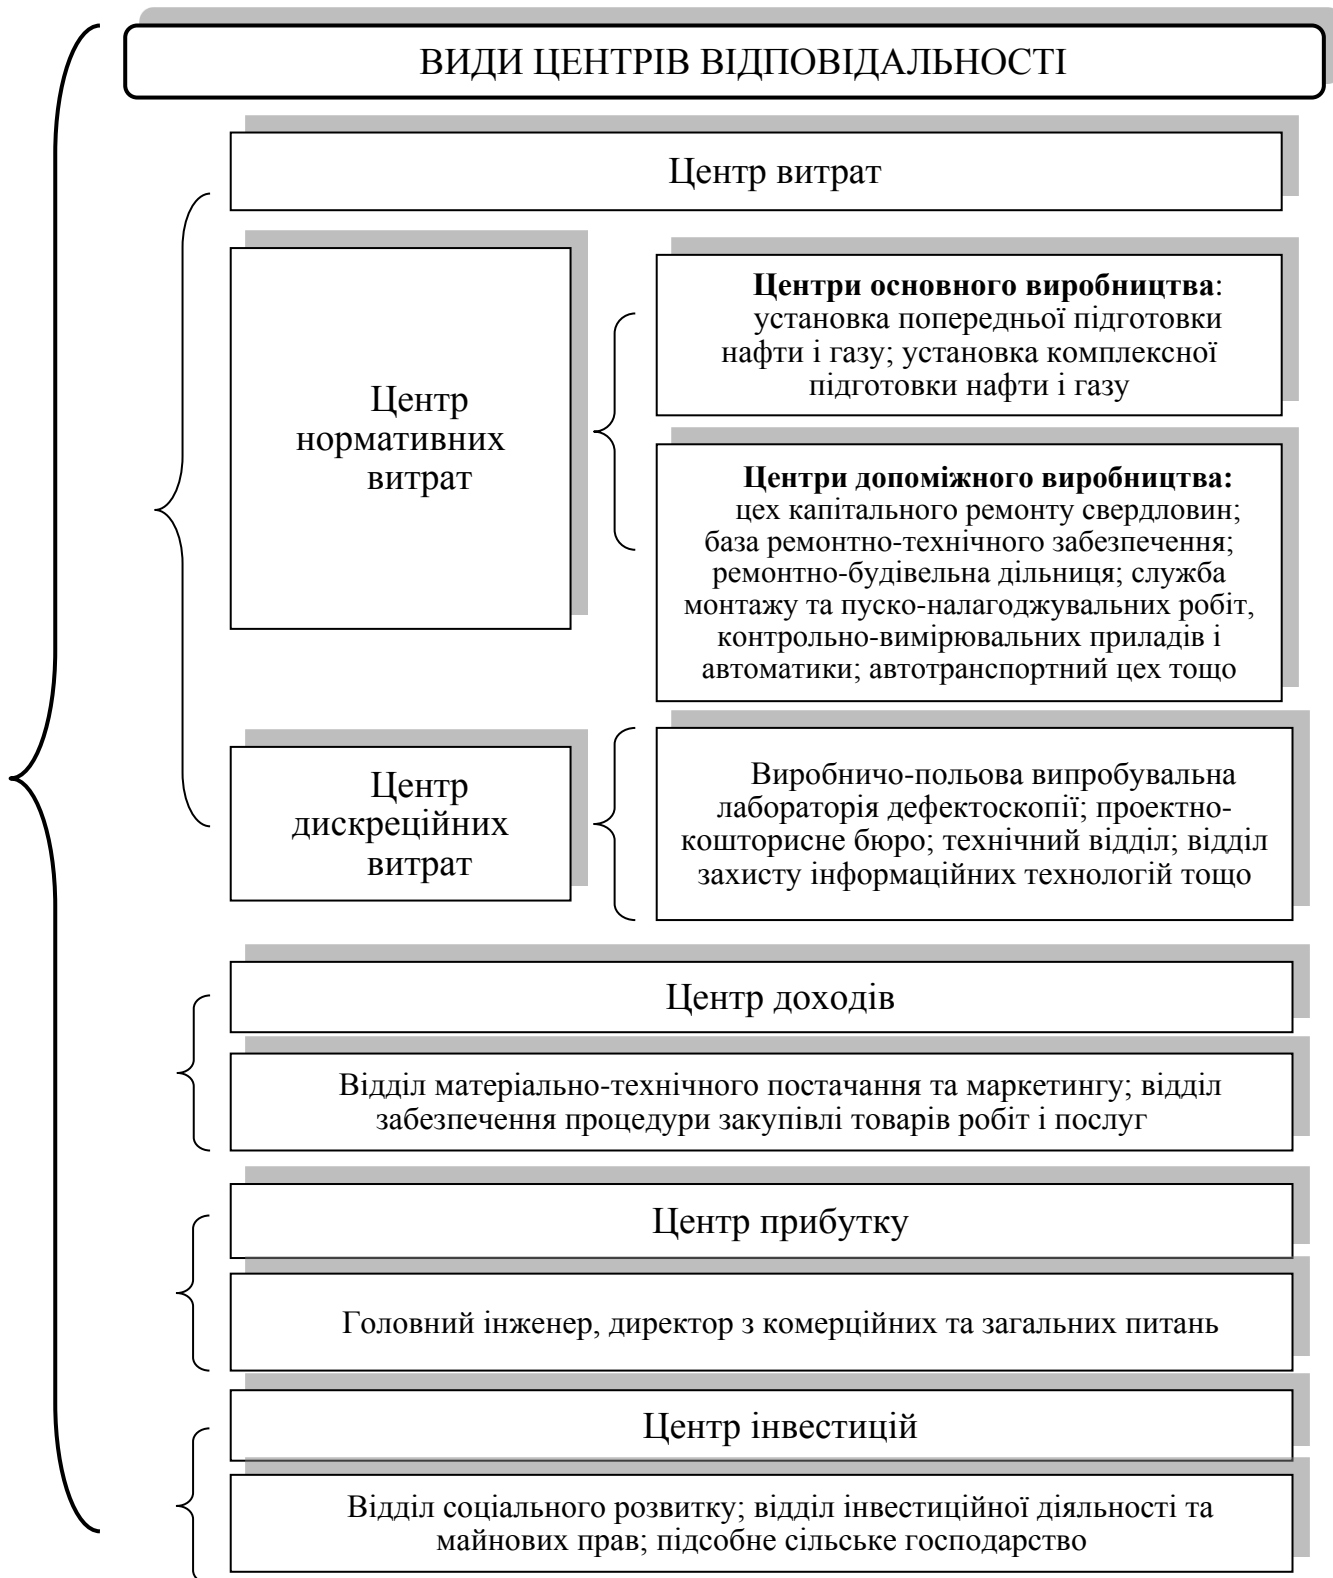 ВИДИ ЦЕНТРІВ ВІДПОВІДАЛЬНОСТІ
Центр витрат
Центр
нормативних
витрат
Центри основного виробництва:
установка попередньої підготовки
нафти і газу; установка комплексної
підготовки нафти і газу
Центри допоміжного виробництва:
цех капітального ремонту свердловин;
база ремонтно-технічного забезпечення;
ремонтно-будівельна дільниця; служба
монтажу та пуско-налагоджувальних робіт,
контрольно-вимірювальних приладів і
автоматики; автотранспортний цех тощо
Центр
дискреційних
витрат
Виробничо-польова випробувальна
лабораторія дефектоскопії; проектно-
кошторисне бюро; технічний відділ; відділ
захисту інформаційних технологій тощо
Центр доходів
Відділ матеріально-технічного постачання та маркетингу; відділ
забезпечення процедури закупівлі товарів робіт і послуг
Центр прибутку
Головний інженер, директор з комерційних та загальних питань
Центр інвестицій
Відділ соціального розвитку; відділ інвестиційної діяльності та
майнових прав; підсобне сільське господарство